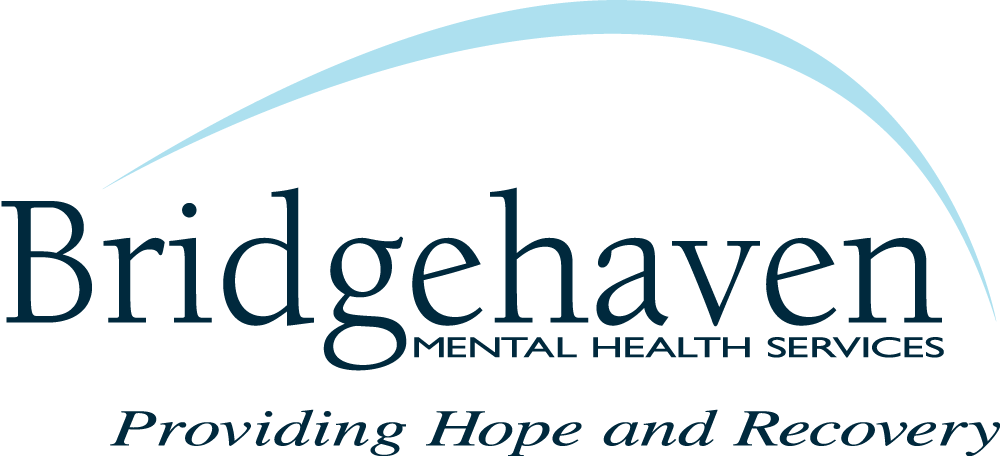 Bridgehaven
MENTAL HEALTH SERVICES
Providing Hope and Recovery